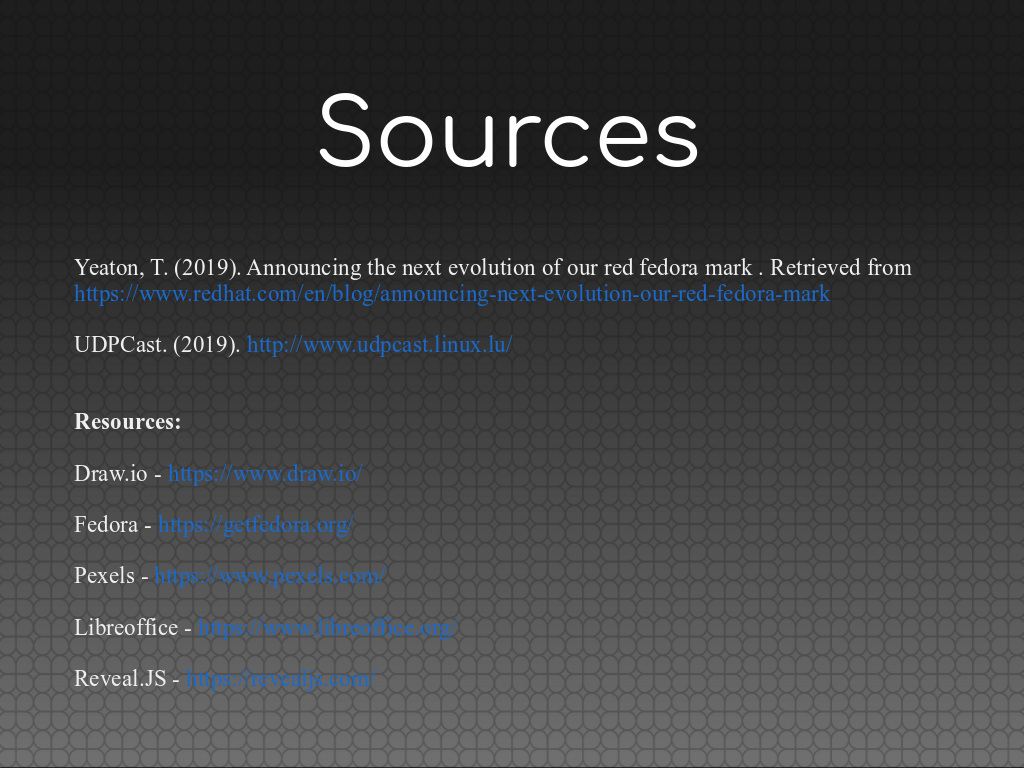 Sources
Yeaton, T. (2019). Announcing the next evolution of our red fedora mark . Retrieved from
https://www.redhat.com/en/blog/announcing-next-evolution-our-red-fedora-mark
UDPCast. (2019). http://www.udpcast.linux.lu/
Resources:
Draw.io - https://www.draw.io/
Fedora - https://getfedora.org/
Pexels - https://www.pexels.com/
Libreoffice - https://www.libreoffice.org/
Reveal.JS - https://revealjs.com/